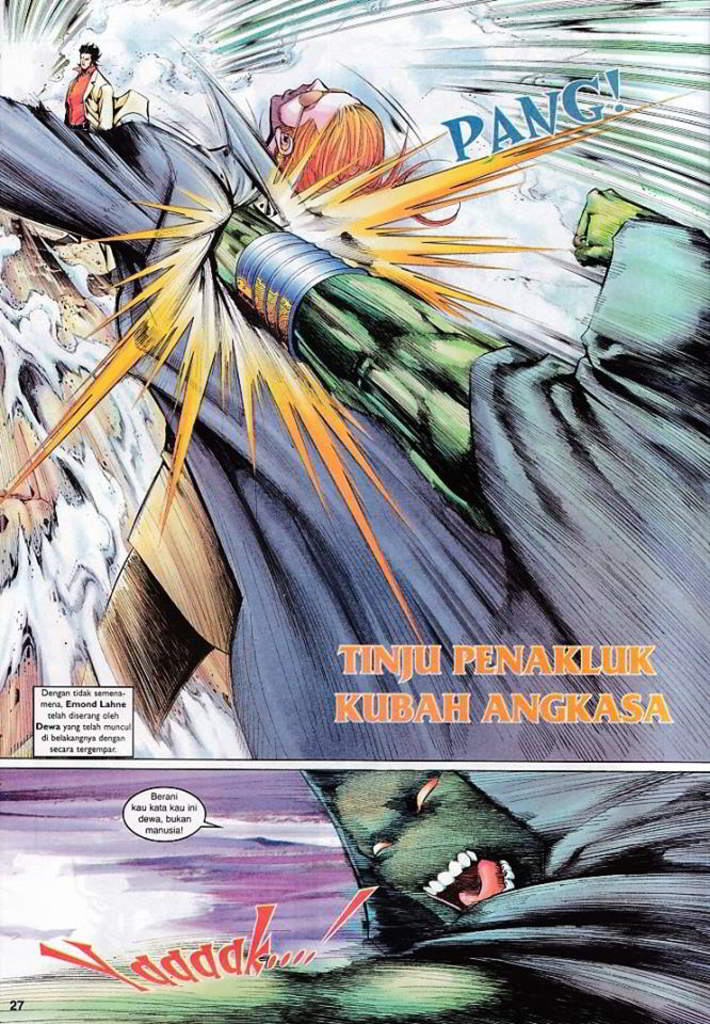 PANG!
TINJU PENAKLUK
KUBAH ANGKASA
Dengan tidak semena-
mena, Emond Lahne
telah diserang oleh
Dewa yang telah muncul
di belakangnya dengan
secara tergempar.
Berani
kau kata kau ini
dewa, bukan
manusia!
Yaaaak....!
27